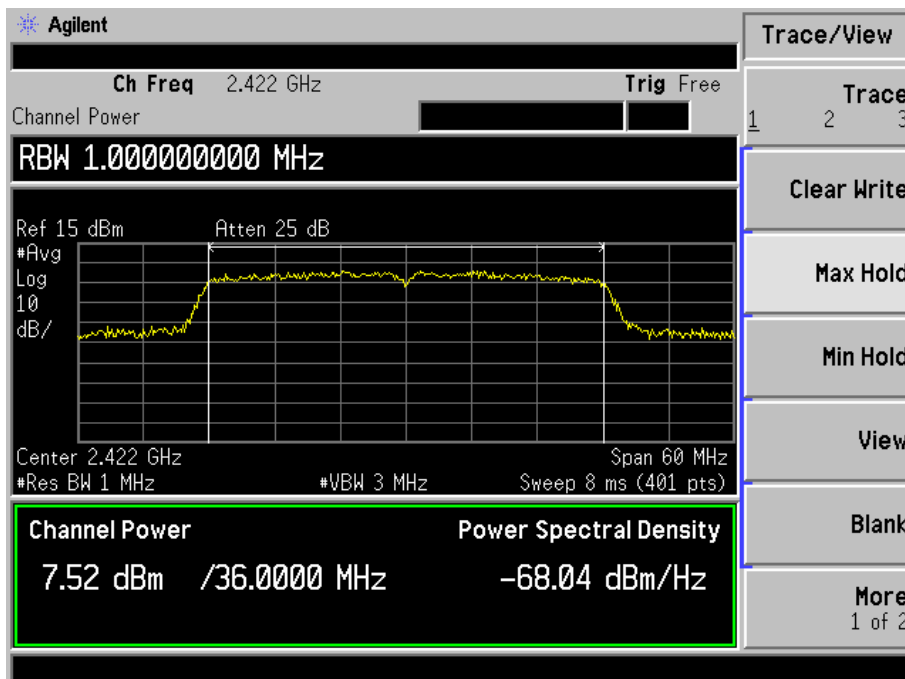 Agilent
Trace/View
Ch Freq 2.422 GHz Trig Free
Channel Power
Trace
1 2 3
RBW 1.000000000 MHz
Clear Write
Ref 15 dBm Atten 25 dB
#Avg
Log
10
dB/
Max Hold
Min Hold
View
Center 2.422 GHz Span 60 MHz
#Res BW 1 MHz #VBW 3 MHz Sweep 8 ms (401 pts)
Channel Power Power Spectral Density
7.52 dBm /36.0000 MHz -68.04 dBm/Hz
Blank
More
1 of 2